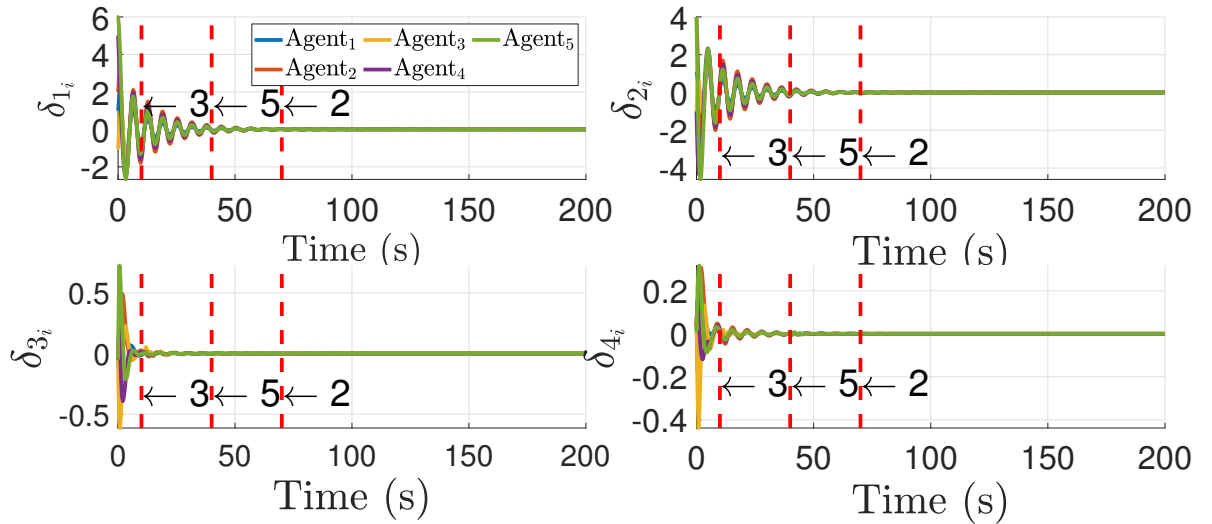 6
4
2
0
-2
δ1i
Agent1 Agent3 Agent5
Agent2 Agent4
← 3 ← 5 ← 2
0 50 100 150 200
Time (s)
4
2
0
-2
-4
δ2i
← 3 ← 5 ← 2
0 50 100 150 200
Time (s)
0.5
0
-0.5
δ3i
← 3 ← 5 ← 2
0 50 100 150 200
Time (s)
0.2
0
-0.2
-0.4
δ4i
← 3 ← 5 ← 2
0 50 100 150 200
Time (s)